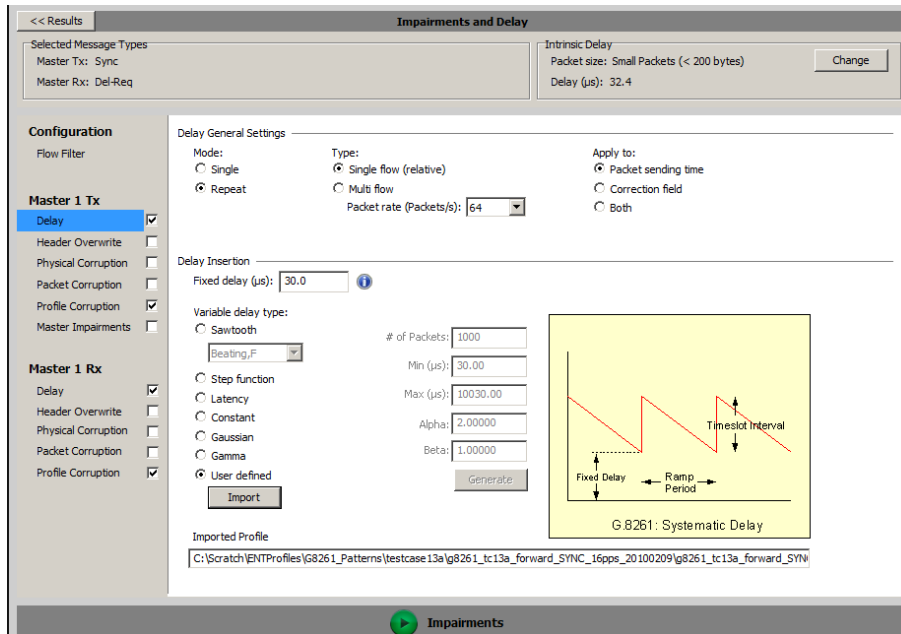 << Results
Impairments and Delay
Selected Message Types
Master Tx: Sync
Master Rx: Del-Req
Intrinsic Delay
Packet size: Small Packets (< 200 bytes)
Delay (µs): 32.4
Change
Configuration
Flow Filter
Master 1 Tx
Delay
Header Overwrite
Physical Corruption
Packet Corruption
Profile Corruption
Master Impairments
Master 1 Rx
Delay
Header Overwrite
Physical Corruption
Packet Corruption
Profile Corruption
Delay General Settings
Mode:
Single
Repeat
Type:
Single flow (relative)
Multi flow
Packet rate (Packets/s): 64
Apply to:
Packet sending time
Correction field
Both
Delay Insertion
Fixed delay (µs): 30.0
Variable delay type:
Sawtooth
Beating,F
Step function
Latency
Constant
Gaussian
Gamma
User defined
Import
# of Packets: 1000
Min (µs): 30.00
Max (µs): 10030.00
Alpha: 2.00000
Beta: 1.00000
Generate
Timeslot Interval
Fixed Delay
Ramp
Period
G.8261: Systematic Delay
Imported Profile
C:\Scratch\ENTProfiles\G8261_Patterns\testcase13a\g8261_tc13a_forward_SYNC_16pps_20100209\g8261_tc13a_forward_SYN
Impairments